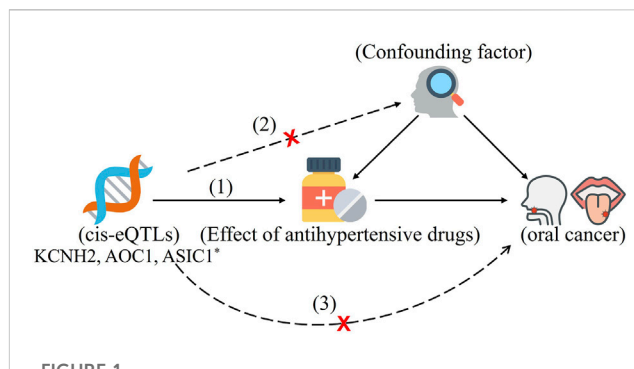 (Confounding factor)
(2)
(1)
(cis-eQTLs)
(Effect of antihypertensive drugs)
(oral cancer)
KCNH2, AOC1, ASIC1*
(3)
FIGURE 1